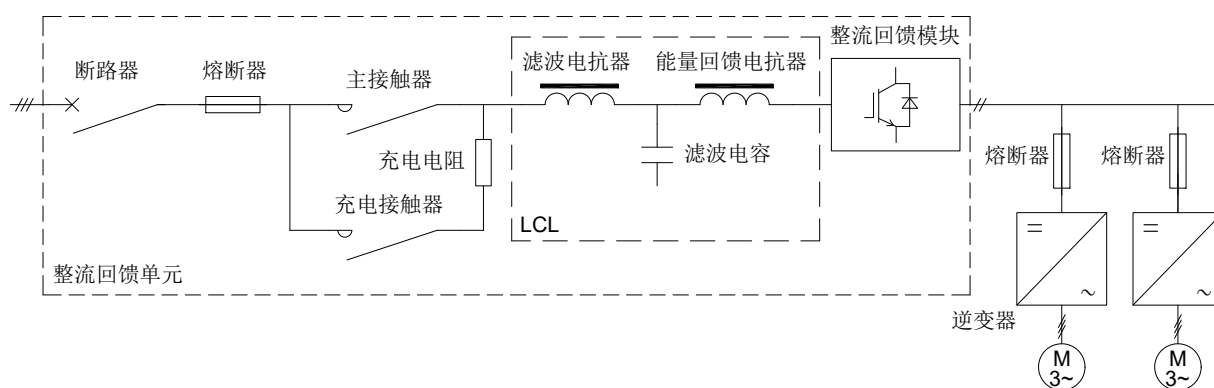 整流回馈模块
断路器
熔断器
主接触器
滤波电抗器
能量回馈电抗器
充电电阻
滤波电容
熔断器
熔断器
充电接触器
LCL
整流回馈单元
逆变器
M
3~
M
3~